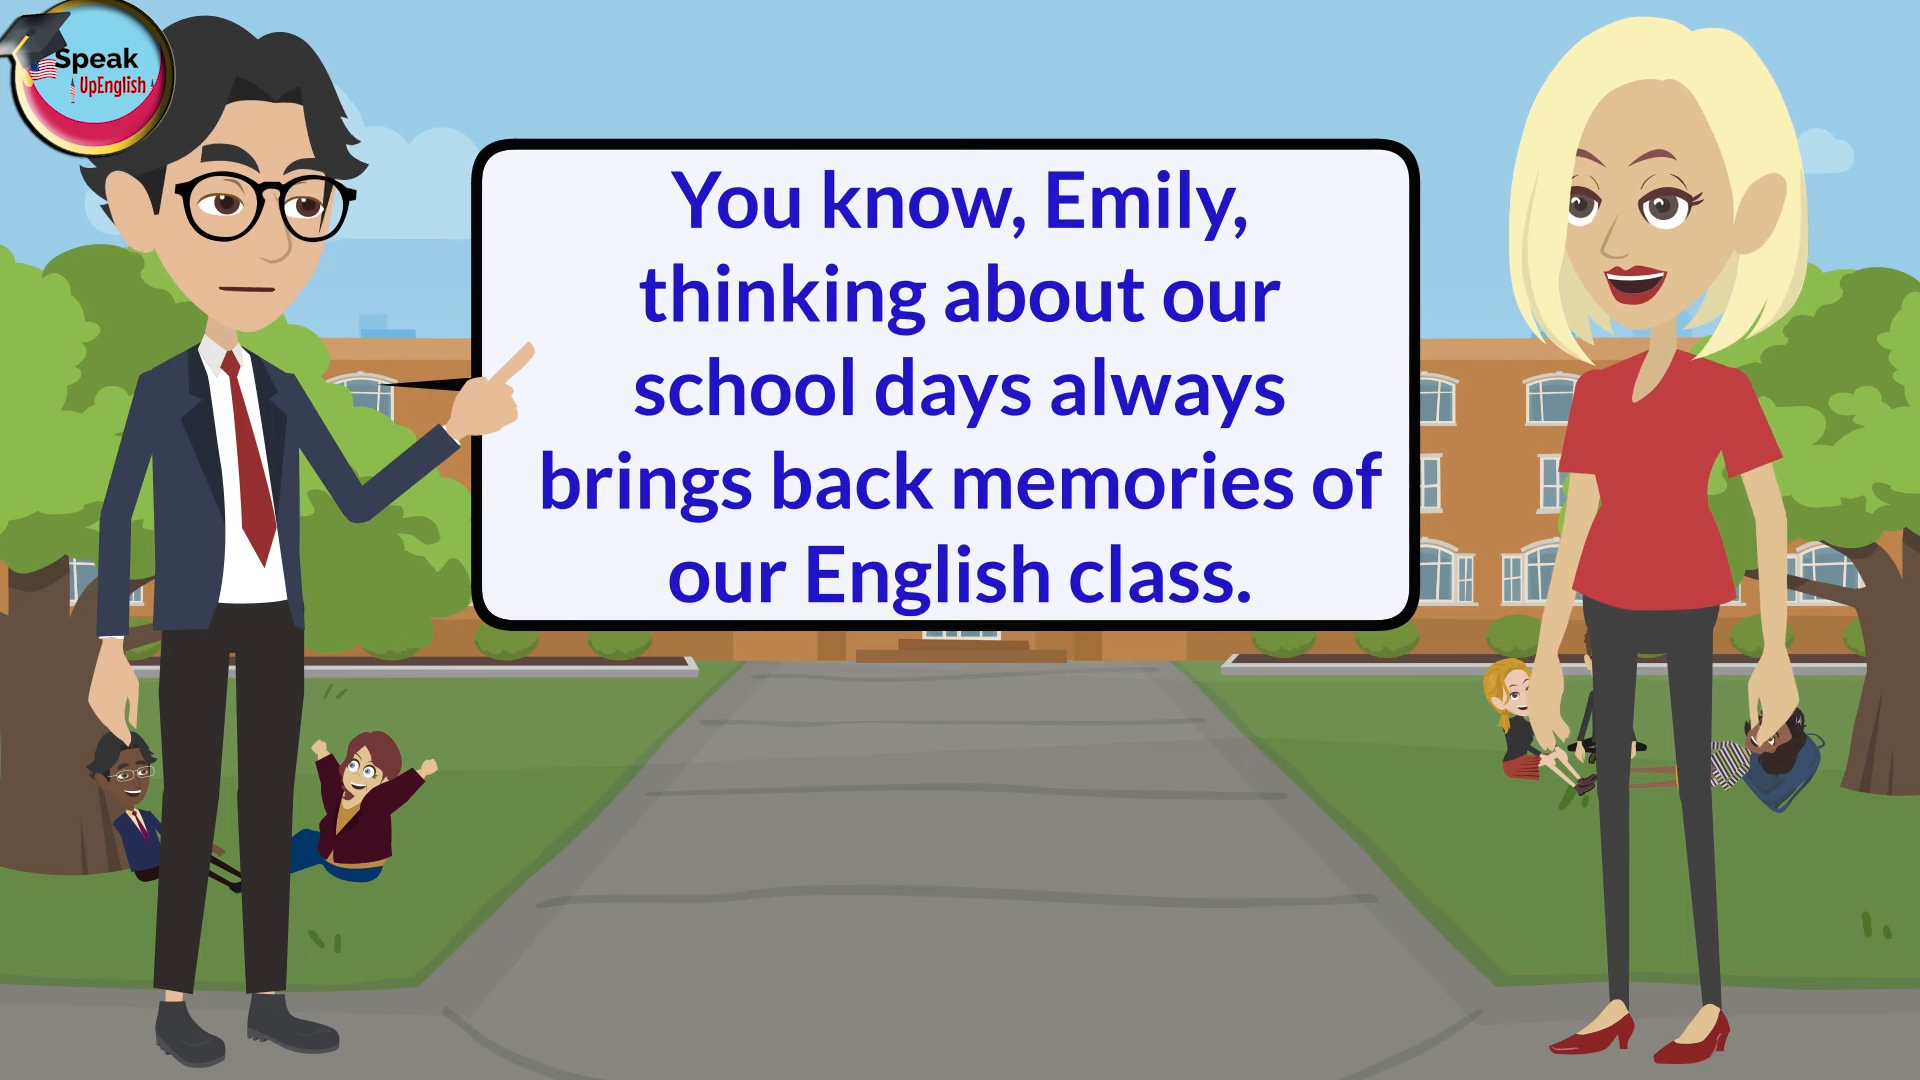 Speak
UpEnglish
You know, Emily,
thinking about our
school days always
brings back memories of
our English class.